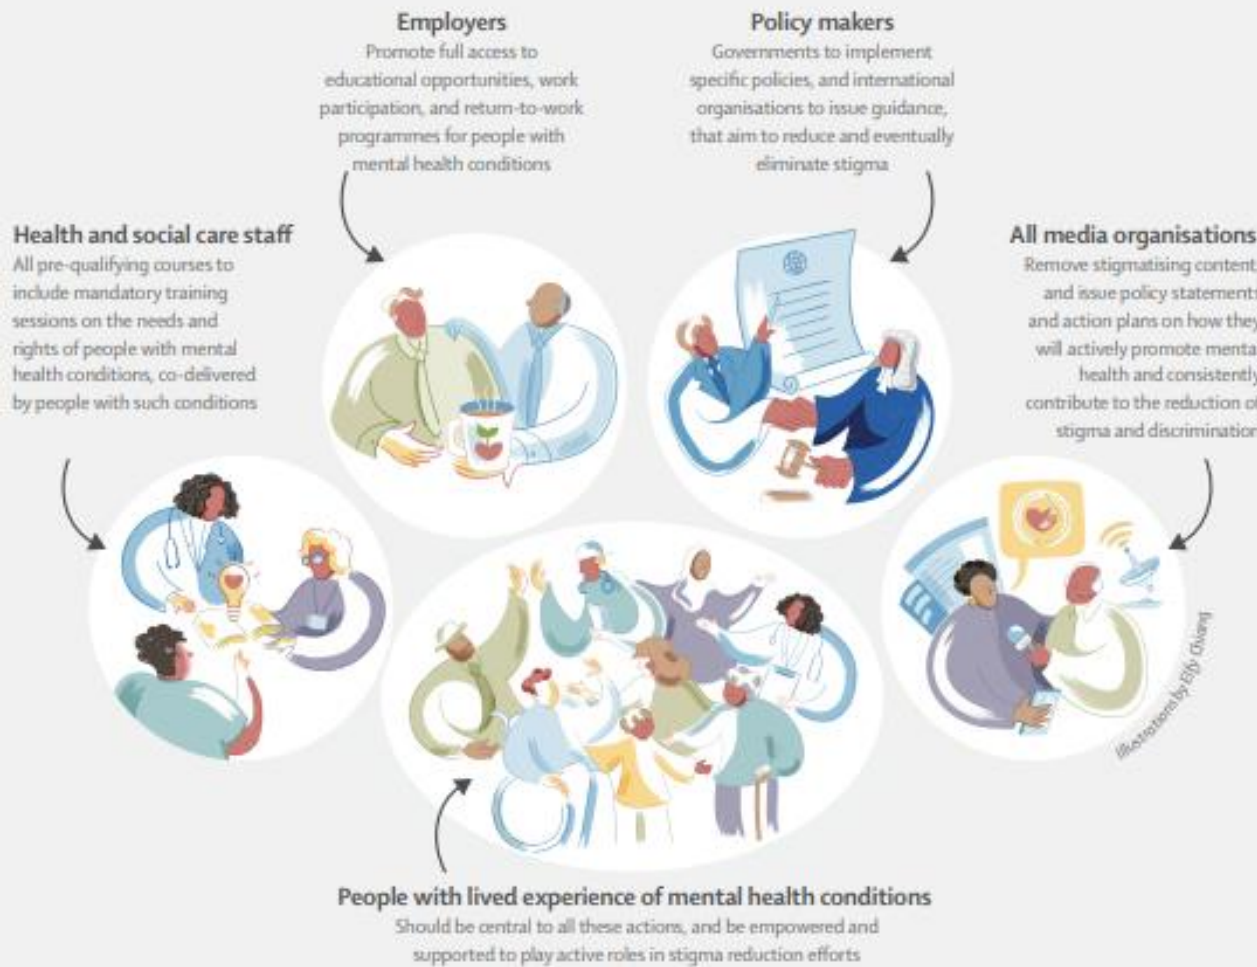 Employers
Promote full access to
educational opportunities, work
participation, and return-to-work
programmes for people with
mental health conditions
Policy makers
Governments to implement
specific policies, and international
organisations to issue guidance,
that aim to reduce and eventually
eliminate stigma
Health and social care staff
All pre-qualifying courses to
include mandatory training
sessions on the needs and
rights of people with mental
health conditions, co-delivered
by people with such conditions
All media organisations
Remove stigmatising content,
and issue policy statements
and action plans on how they
will actively promote menta
health and consistently
contribute to the reduction o
stigma and discrimination
Illustrations by Elfy Chiang
People with lived experience of mental health conditions
Should be central to all these actions, and be empowered and
supported to play active roles in stigma reduction efforts